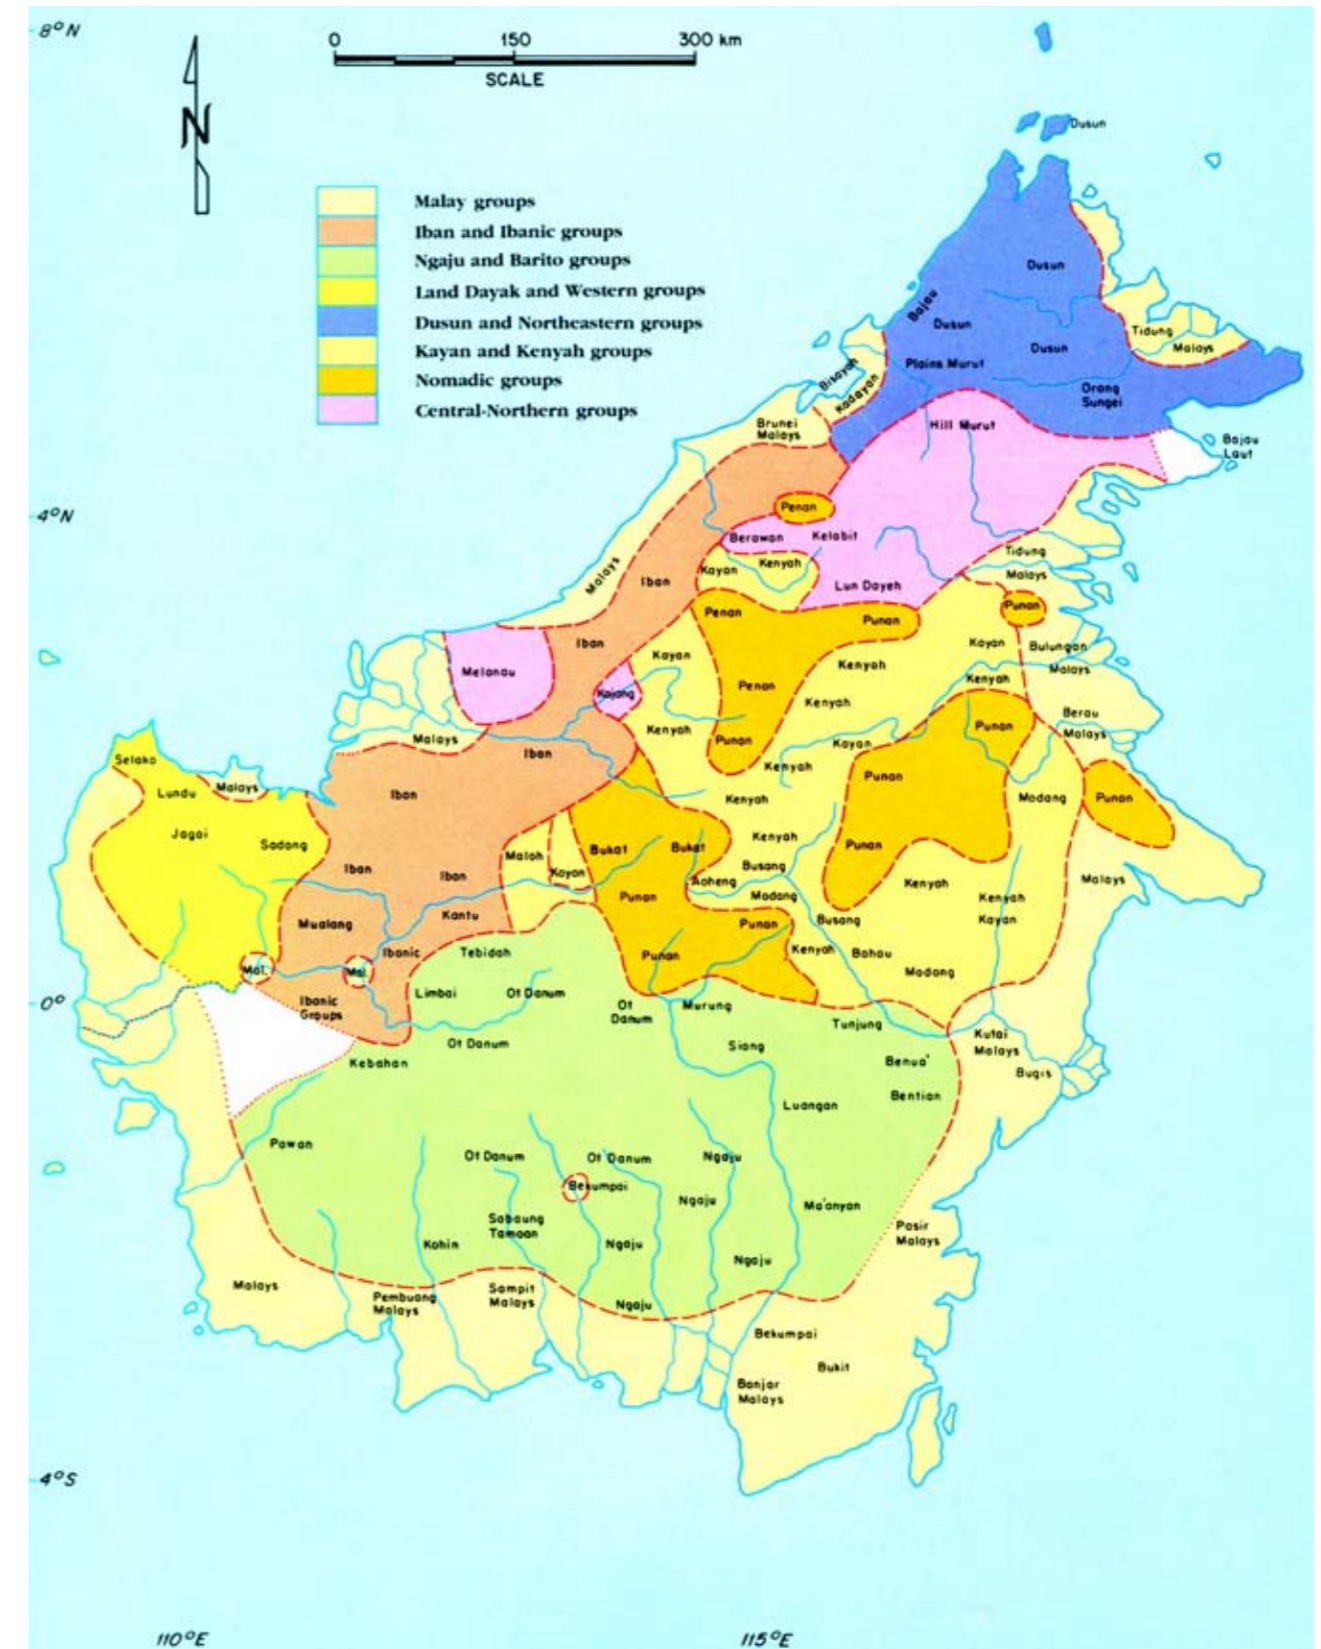 8°N
0 150 300 km
SCALE
N
Malay groups
Iban and Ibanic groups
Ngaju and Barito groups
Land Dayak and Western groups
Dusun and Northeastern groups
Kayan and Kenyah groups
Nomadic groups
Central-Northern groups
Dusun
Dusun
Bajau
Dusun
Dusun
Plains Murut
Tidung
Malays
Orang
Sungei
Bisayah
Kadayan
Brunei
Malays
Hill Murut
Bajau
Laut
4°N
Penan
Berawan
Kelabit
Kayan
Kenyah
Tidung
Malays
Lun Dayeh
Malays
Iban
Penan
Punan
Punan
Iban
Kayan
Kenyah
Kayan
Bulungan
Malays
Melanau
Kajang
Penan
Kenyah
Kenyah
Berau
Malays
Malays
Iban
Kenyah
Punan
Kayan
Punan
Selako
Lundu
Malays
Iban
Kenyah
Kenyah
Punan
Madang
Punan
Jagoi
Sadong
Iban
Iban
Maloh
Kayan
Bukat
Bukat
Kenyah
Busang
Aoheng
Madang
Punan
Kenyah
Kenyah
Kayan
Malays
Mualang
Kantu
Punan
Punan
Busang
Ibanic
Tebidah
Punan
Kenyah
Bahau
Madang
Mal.
Mal.
0°
Ibanic
Groups
Limbai
Ot Danum
Ot
Danum
Murung
Tunjung
Kutai
Malays
Kebahan
Ot Danum
Siang
Benua'
Bugis
Luangan
Bentian
Pawan
Ot Danum
Ot Danum
Ngaju
Bekumpai
Ngaju
Ma'anyan
Sabaung
Tamoan
Kohin
Ngaju
Ngaju
Pasir
Malays
Malays
Pembuang
Malays
Sampit
Malays
Ngaju
Bekumpai
Bukit
Banjar
Malays
4°S
110°E 115°E